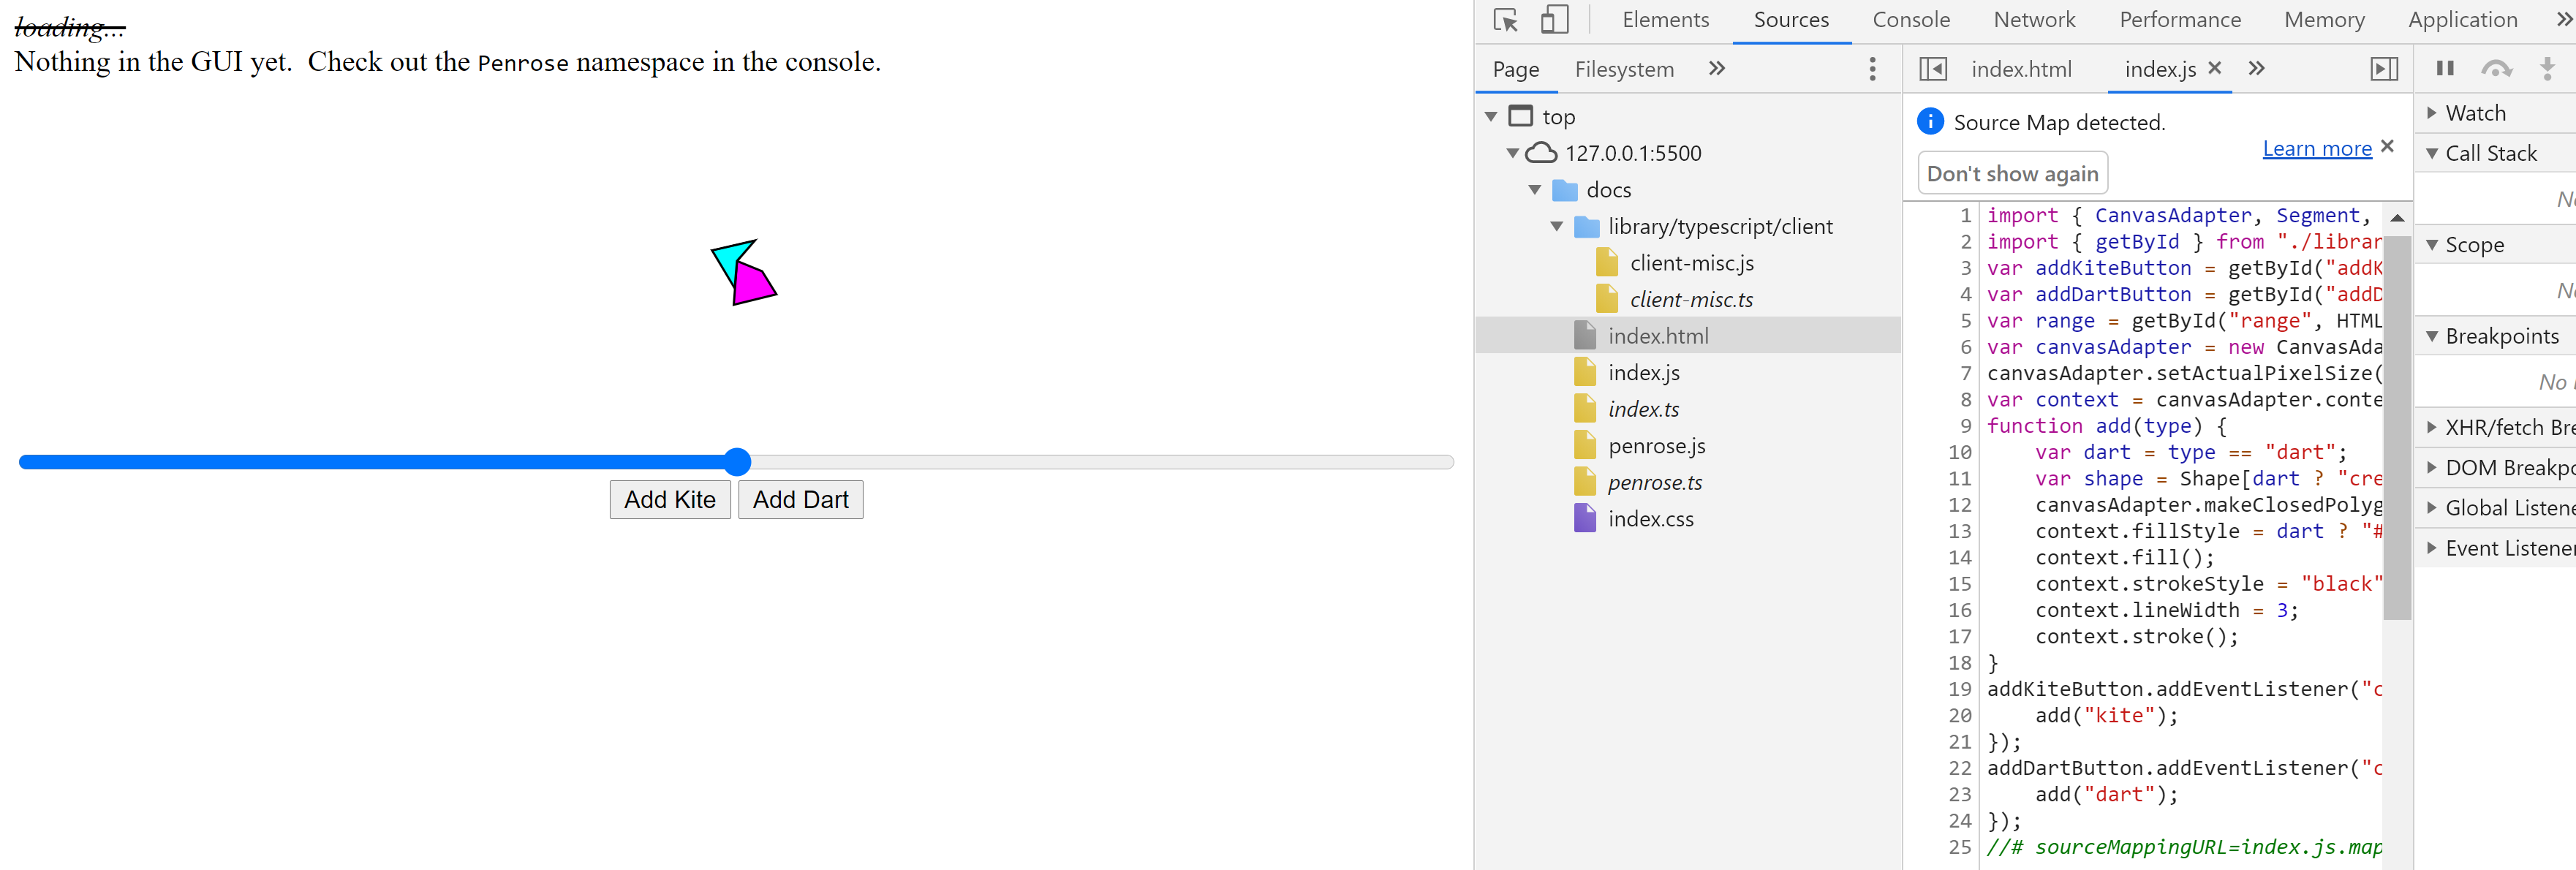 loading...
Nothing in the GUI yet.  Check out the Penrose namespace in the console.
Add Kite
Add Dart
Elements
Sources
Console
Network
Performance
Memory
Application
Page
Filesystem
index.html
index.js
top
127.0.0.1:5500
docs
library/typescript/client
client-misc.js
client-misc.ts
index.html
index.js
index.ts
penrose.js
penrose.ts
index.css
Source Map detected.
Learn more
Don't show again
1 import { CanvasAdapter, Segment,
2 import { getById } from "./librar
3 var addKiteButton = getById("addK
4 var addDartButton = getById("addD
5 var range = getById("range", HTML
6 var canvasAdapter = new CanvasAda
7 canvasAdapter.setActualPixelSize(
8 var context = canvasAdapter.conte
9 function add(type) {
10     var dart = type == "dart";
11     var shape = Shape[dart ? "cre
12     canvasAdapter.makeClosedPolyg
13     context.fillStyle = dart ? "#
14     context.fill();
15     context.strokeStyle = "black"
16     context.lineWidth = 3;
17     context.stroke();
18 }
19 addKiteButton.addEventListener("c
20     add("kite");
21 });
22 addDartButton.addEventListener("c
23     add("dart");
24 });
25 //# sourceMappingURL=index.js.map
Watch
Call Stack
Scope
Breakpoints
No
XHR/fetch Bre
DOM Breakpo
Global Listene
Event Listener